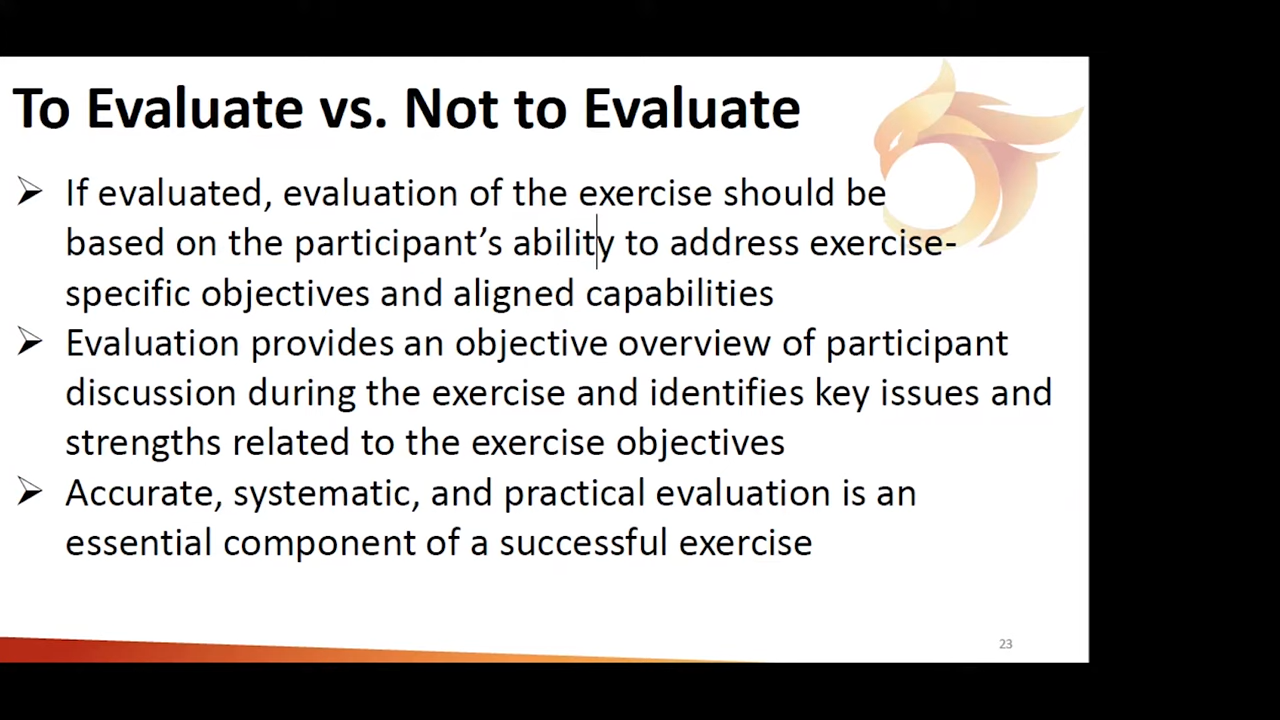 To Evaluate vs. Not to Evaluate
➢ If evaluated, evaluation of the exercise should be
based on the participant’s ability to address exercise-
specific objectives and aligned capabilities
➢ Evaluation provides an objective overview of participant
discussion during the exercise and identifies key issues and
strengths related to the exercise objectives
➢ Accurate, systematic, and practical evaluation is an
essential component of a successful exercise
23